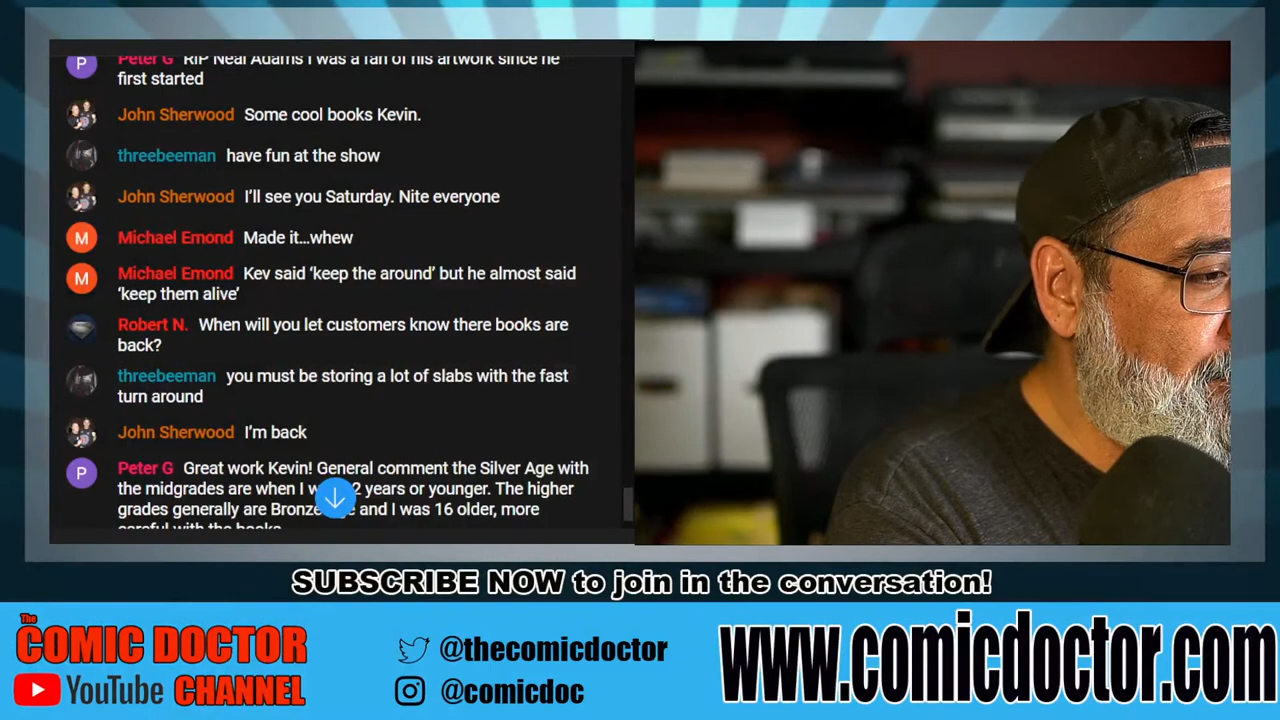 Peter G RIP Neal Adams I was a fan of his artwork since he
first started
John Sherwood Some cool books Kevin.
threebeeman have fun at the show
John Sherwood I'll see you Saturday. Nite everyone
M Michael Emond Made it...whew
M Michael Emond Kev said 'keep the around' but he almost said
'keep them alive'
Robert N. When will you let customers know there books are
back?
threebeeman you must be storing a lot of slabs with the fast
turn around
John Sherwood I'm back
P Peter G Great work Kevin! General comment the Silver Age with
the midgrades are when I 2 years or younger. The higher
grades generally are and I was 16 older, more
careful with the books
SUBSCRIBE NOW to join in the conversation!
The
COMIC DOCTOR
YouTube CHANNEL
@thecomicdoctor
@comicdoc
www.comicdoctor.com